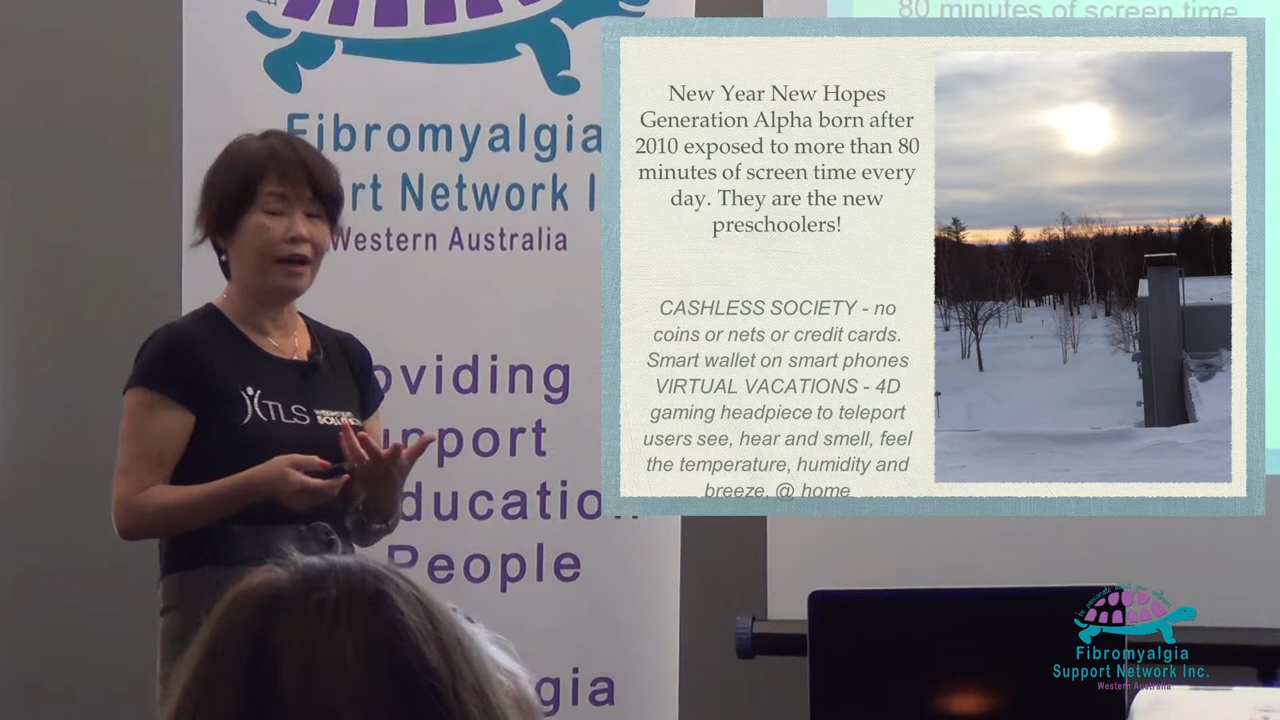 Fibromyalgia
rt Network I
Western Australia
oviding
upport
ducation
People
gia
TLS
80 minutes of screen time
New Year New Hopes
Generation Alpha born after
2010 exposed to more than 80
minutes of screen time every
day. They are the new
preschoolers!
CASHLESS SOCIETY - no
coins or nets or credit cards.
Smart wallet on smart phones
VIRTUAL VACATIONS - 4D
gaming headpiece to teleport
users see, hear and smell, feel
the temperature, humidity and
breeze, @ home
Fibromyalgia
Support Network Inc.
Western Australia